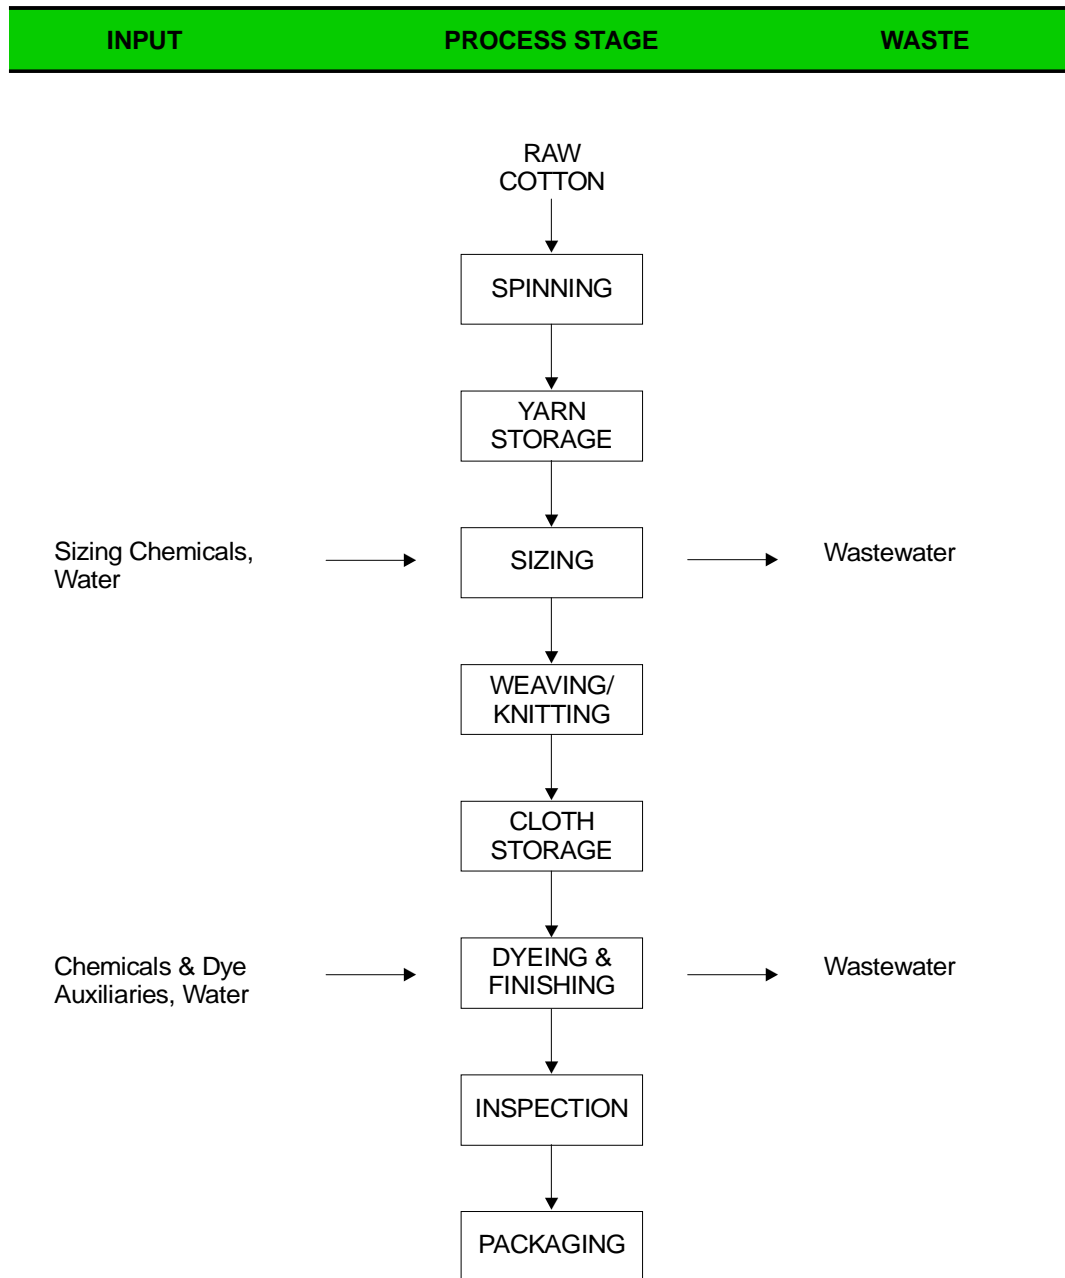 INPUT
PROCESS STAGE
WASTE
RAW
COTTON
SPINNING
YARN
STORAGE
Sizing Chemicals,
Water
SIZING
Wastewater
WEAVING/
KNITTING
CLOTH
STORAGE
Chemicals & Dye
Auxiliaries, Water
DYEING &
FINISHING
Wastewater
INSPECTION
PACKAGING